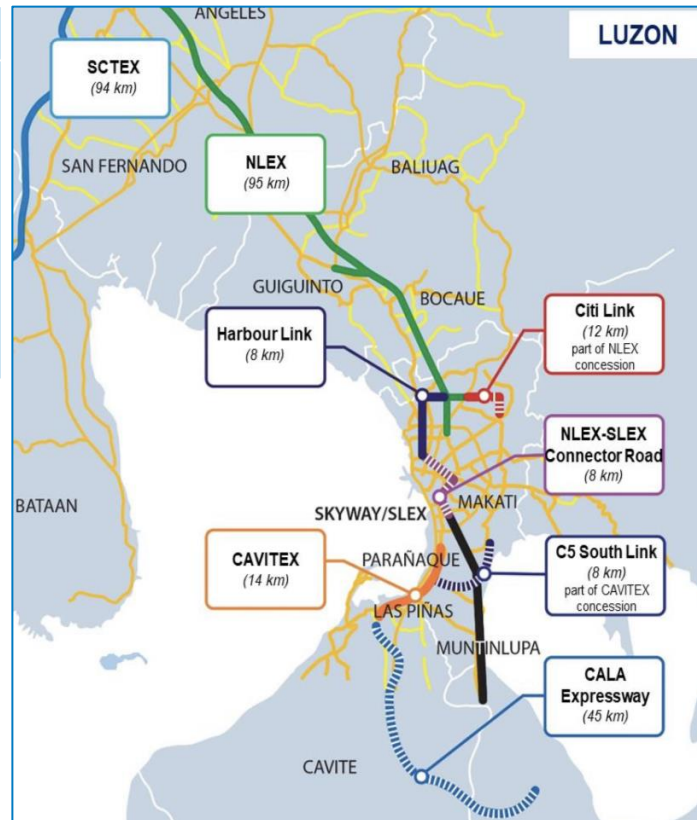 ANGELES
LUZON
SCTEX
(94 km)
SAN FERNANDO
NLEX
(95 km)
BALIUAG
GUIGUINTO
BOCAUE
Harbour Link
(8 km)
Citi Link
(12 km)
part of NLEX
concession
NLEX-SLEX
Connector Road
(8 km)
BATAAN
MAKATI
SKYWAY/SLEX
CAVITEX
(14 km)
PARAÑAQUE
C5 South Link
(8 km)
part of CAVITEX
concession
LAS PIÑAS
MUNTINLUPA
CALA
Expressway
(45 km)
CAVITE